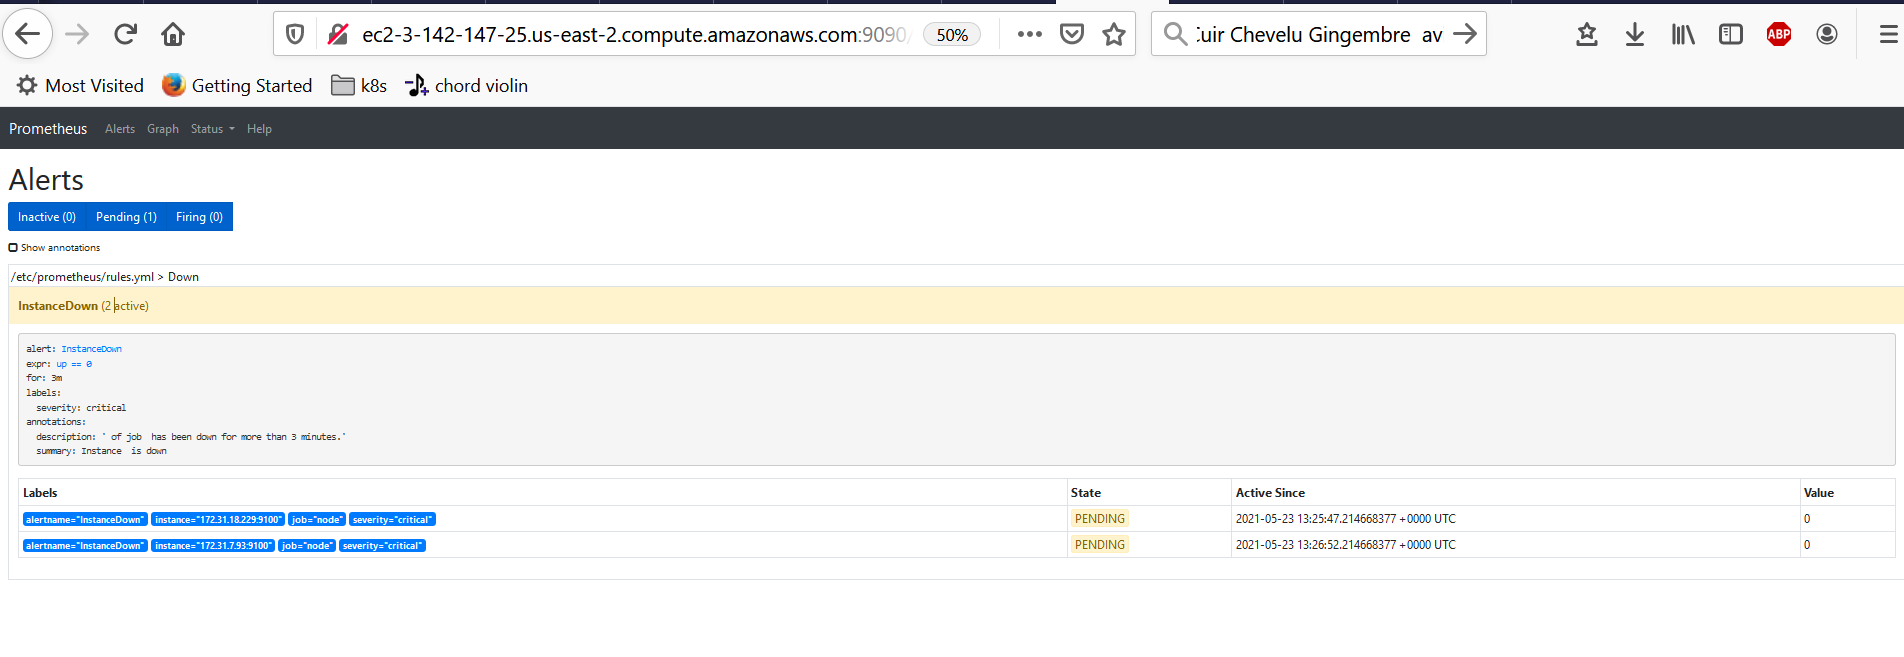 ec2-3-142-147-25.us-east-2.compute.amazonaws.com:9090/ 50% Cuir Chevelu Gingembre av ABP
Most Visited Getting Started k8s chord violin
Prometheus Alerts Graph Status Help
Alerts
Inactive (0) Pending (1) Firing (0)
Show annotations
/etc/prometheus/rules.yml > Down
InstanceDown (2 active)
alert: InstanceDown
expr: up == 0
for: 3m
labels:
severity: critical
annotations:
description: ' of job  has been down for more than 3 minutes.'
summary: Instance  is down
Labels State Active Since Value
alertname="InstanceDown" instance="172.31.18.229:9100" job="node" severity="critical" PENDING 2021-05-23 13:25:47.214668377 +0000 UTC 0
alertname="InstanceDown" instance="172.31.7.93:9100" job="node" severity="critical" PENDING 2021-05-23 13:26:52.214668377 +0000 UTC 0